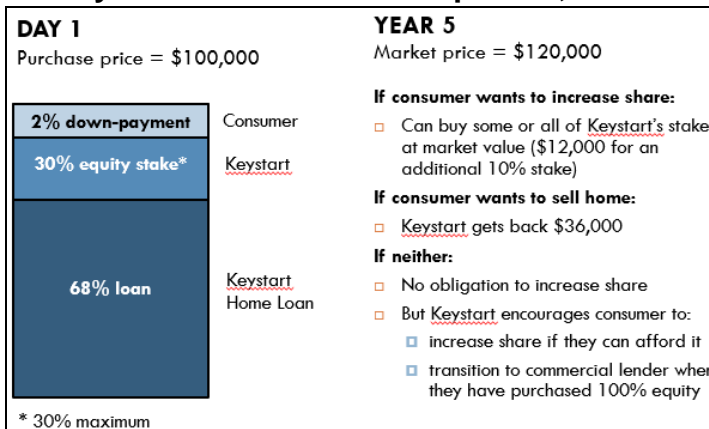 DAY 1
Purchase price = $100,000
2% down-payment
Consumer
30% equity stake*
Keystart
68% loan
Keystart
Home Loan
* 30% maximum
YEAR 5
Market price = $120,000
If consumer wants to increase share:
Can buy some or all of Keystart's stake
at market value ($12,000 for an
additional 10% stake)
If consumer wants to sell home:
Keystart gets back $36,000
If neither:
No obligation to increase share
But Keystart encourages consumer to:
increase share if they can afford it
transition to commercial lender when
they have purchased 100% equity